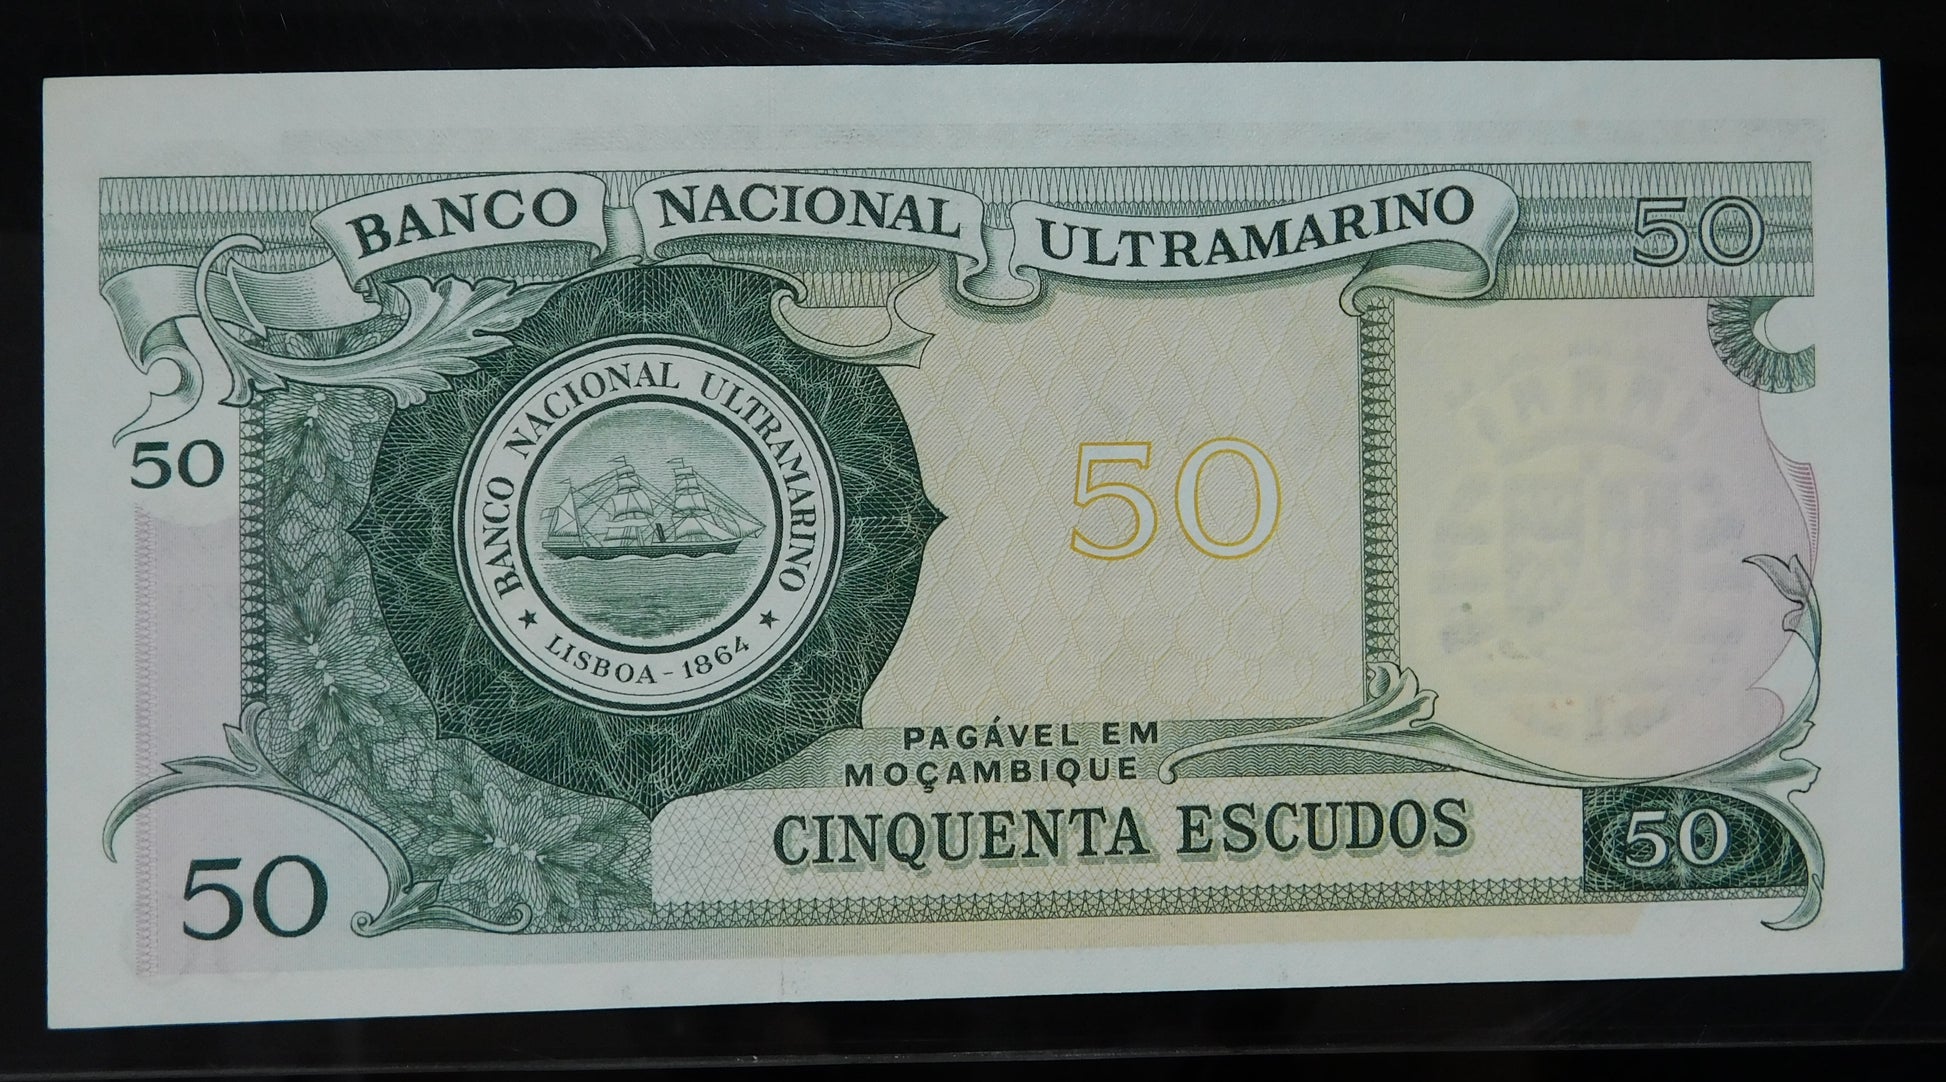 BANCO NACIONAL ULTRAMARINO
50
50
BANCO NACIONAL ULTRAMARINO
LISBOA - 1864
50
PAGÁVEL EM
MOÇAMBIQUE
CINQUENTA ESCUDOS
50
50